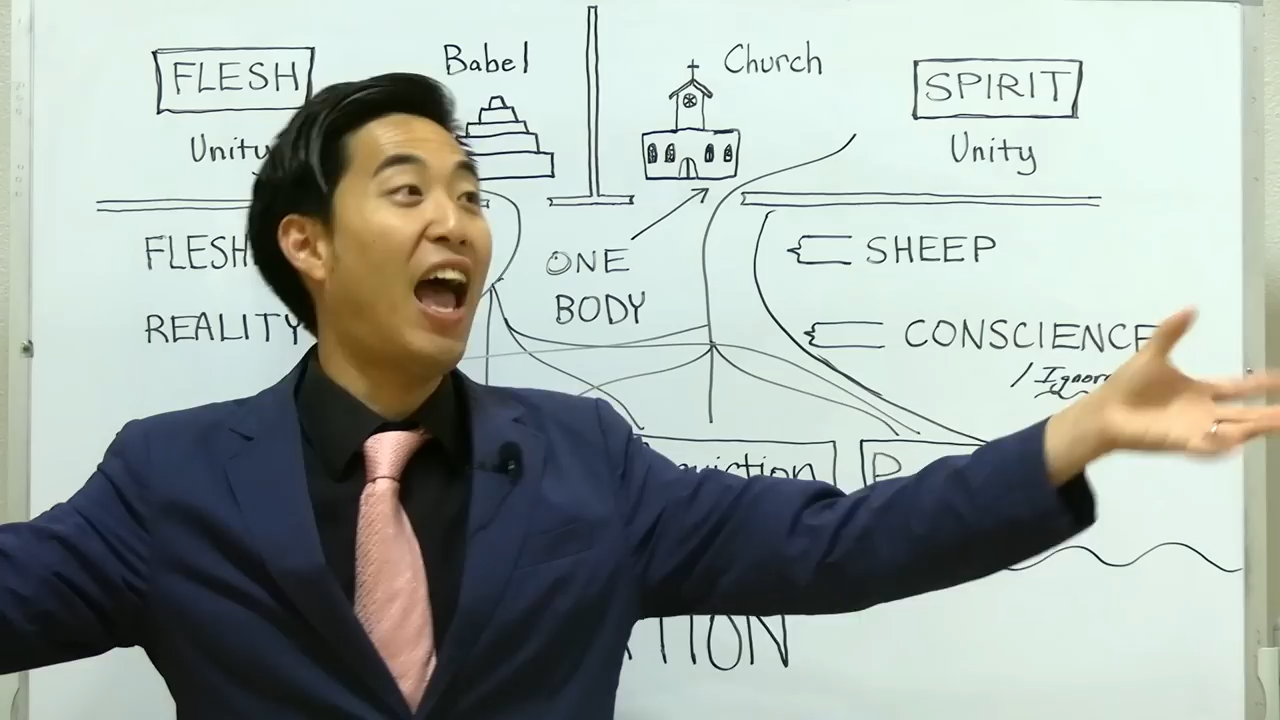 FLESH
Babel
Church
SPIRIT
Unity
Unity
FLESH
ONE
BODY
SHEEP
REALITY
CONSCIENCE